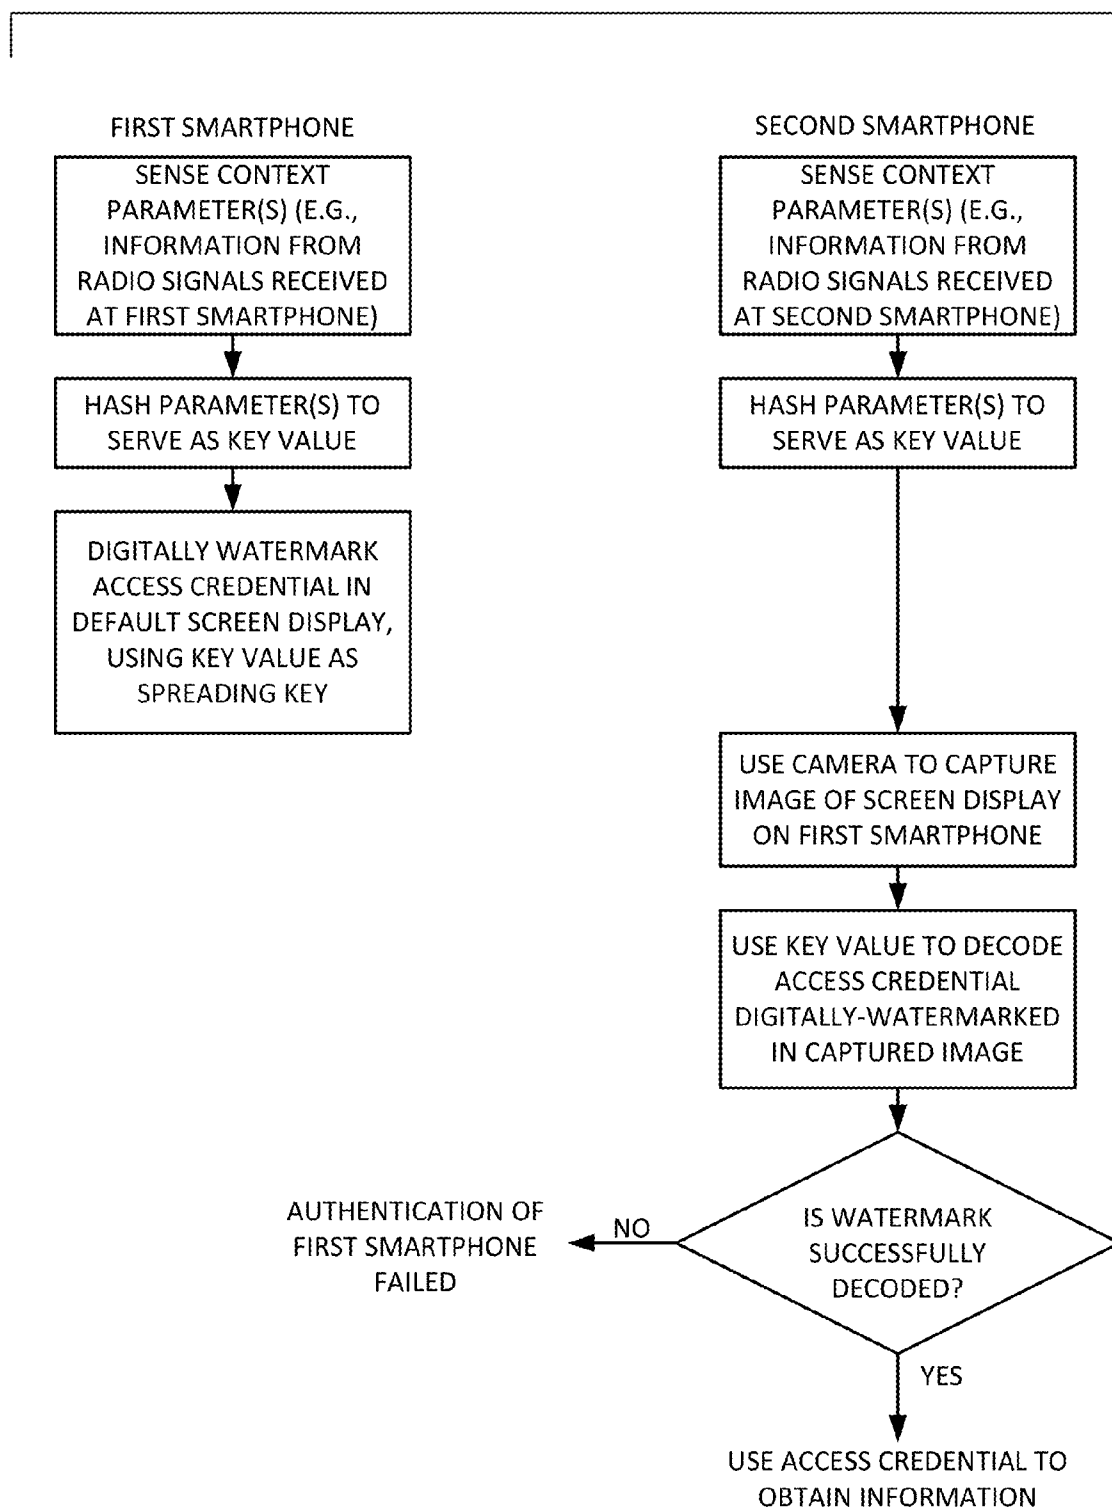 FIRST SMARTPHONE
SENSE CONTEXT
PARAMETER(S) (E.G.,
INFORMATION FROM
RADIO SIGNALS RECEIVED
AT FIRST SMARTPHONE)
HASH PARAMETER(S) TO
SERVE AS KEY VALUE
DIGITALLY WATERMARK
ACCESS CREDENTIAL IN
DEFAULT SCREEN DISPLAY,
USING KEY VALUE AS
SPREADING KEY
SECOND SMARTPHONE
SENSE CONTEXT
PARAMETER(S) (E.G.,
INFORMATION FROM
RADIO SIGNALS RECEIVED
AT SECOND SMARTPHONE)
HASH PARAMETER(S) TO
SERVE AS KEY VALUE
USE CAMERA TO CAPTURE
IMAGE OF SCREEN DISPLAY
ON FIRST SMARTPHONE
USE KEY VALUE TO DECODE
ACCESS CREDENTIAL
DIGITALLY-WATERMARKED
IN CAPTURED IMAGE
IS WATERMARK
SUCCESSFULLY
DECODED?
NO
AUTHENTICATION OF
FIRST SMARTPHONE
FAILED
YES
USE ACCESS CREDENTIAL TO
OBTAIN INFORMATION